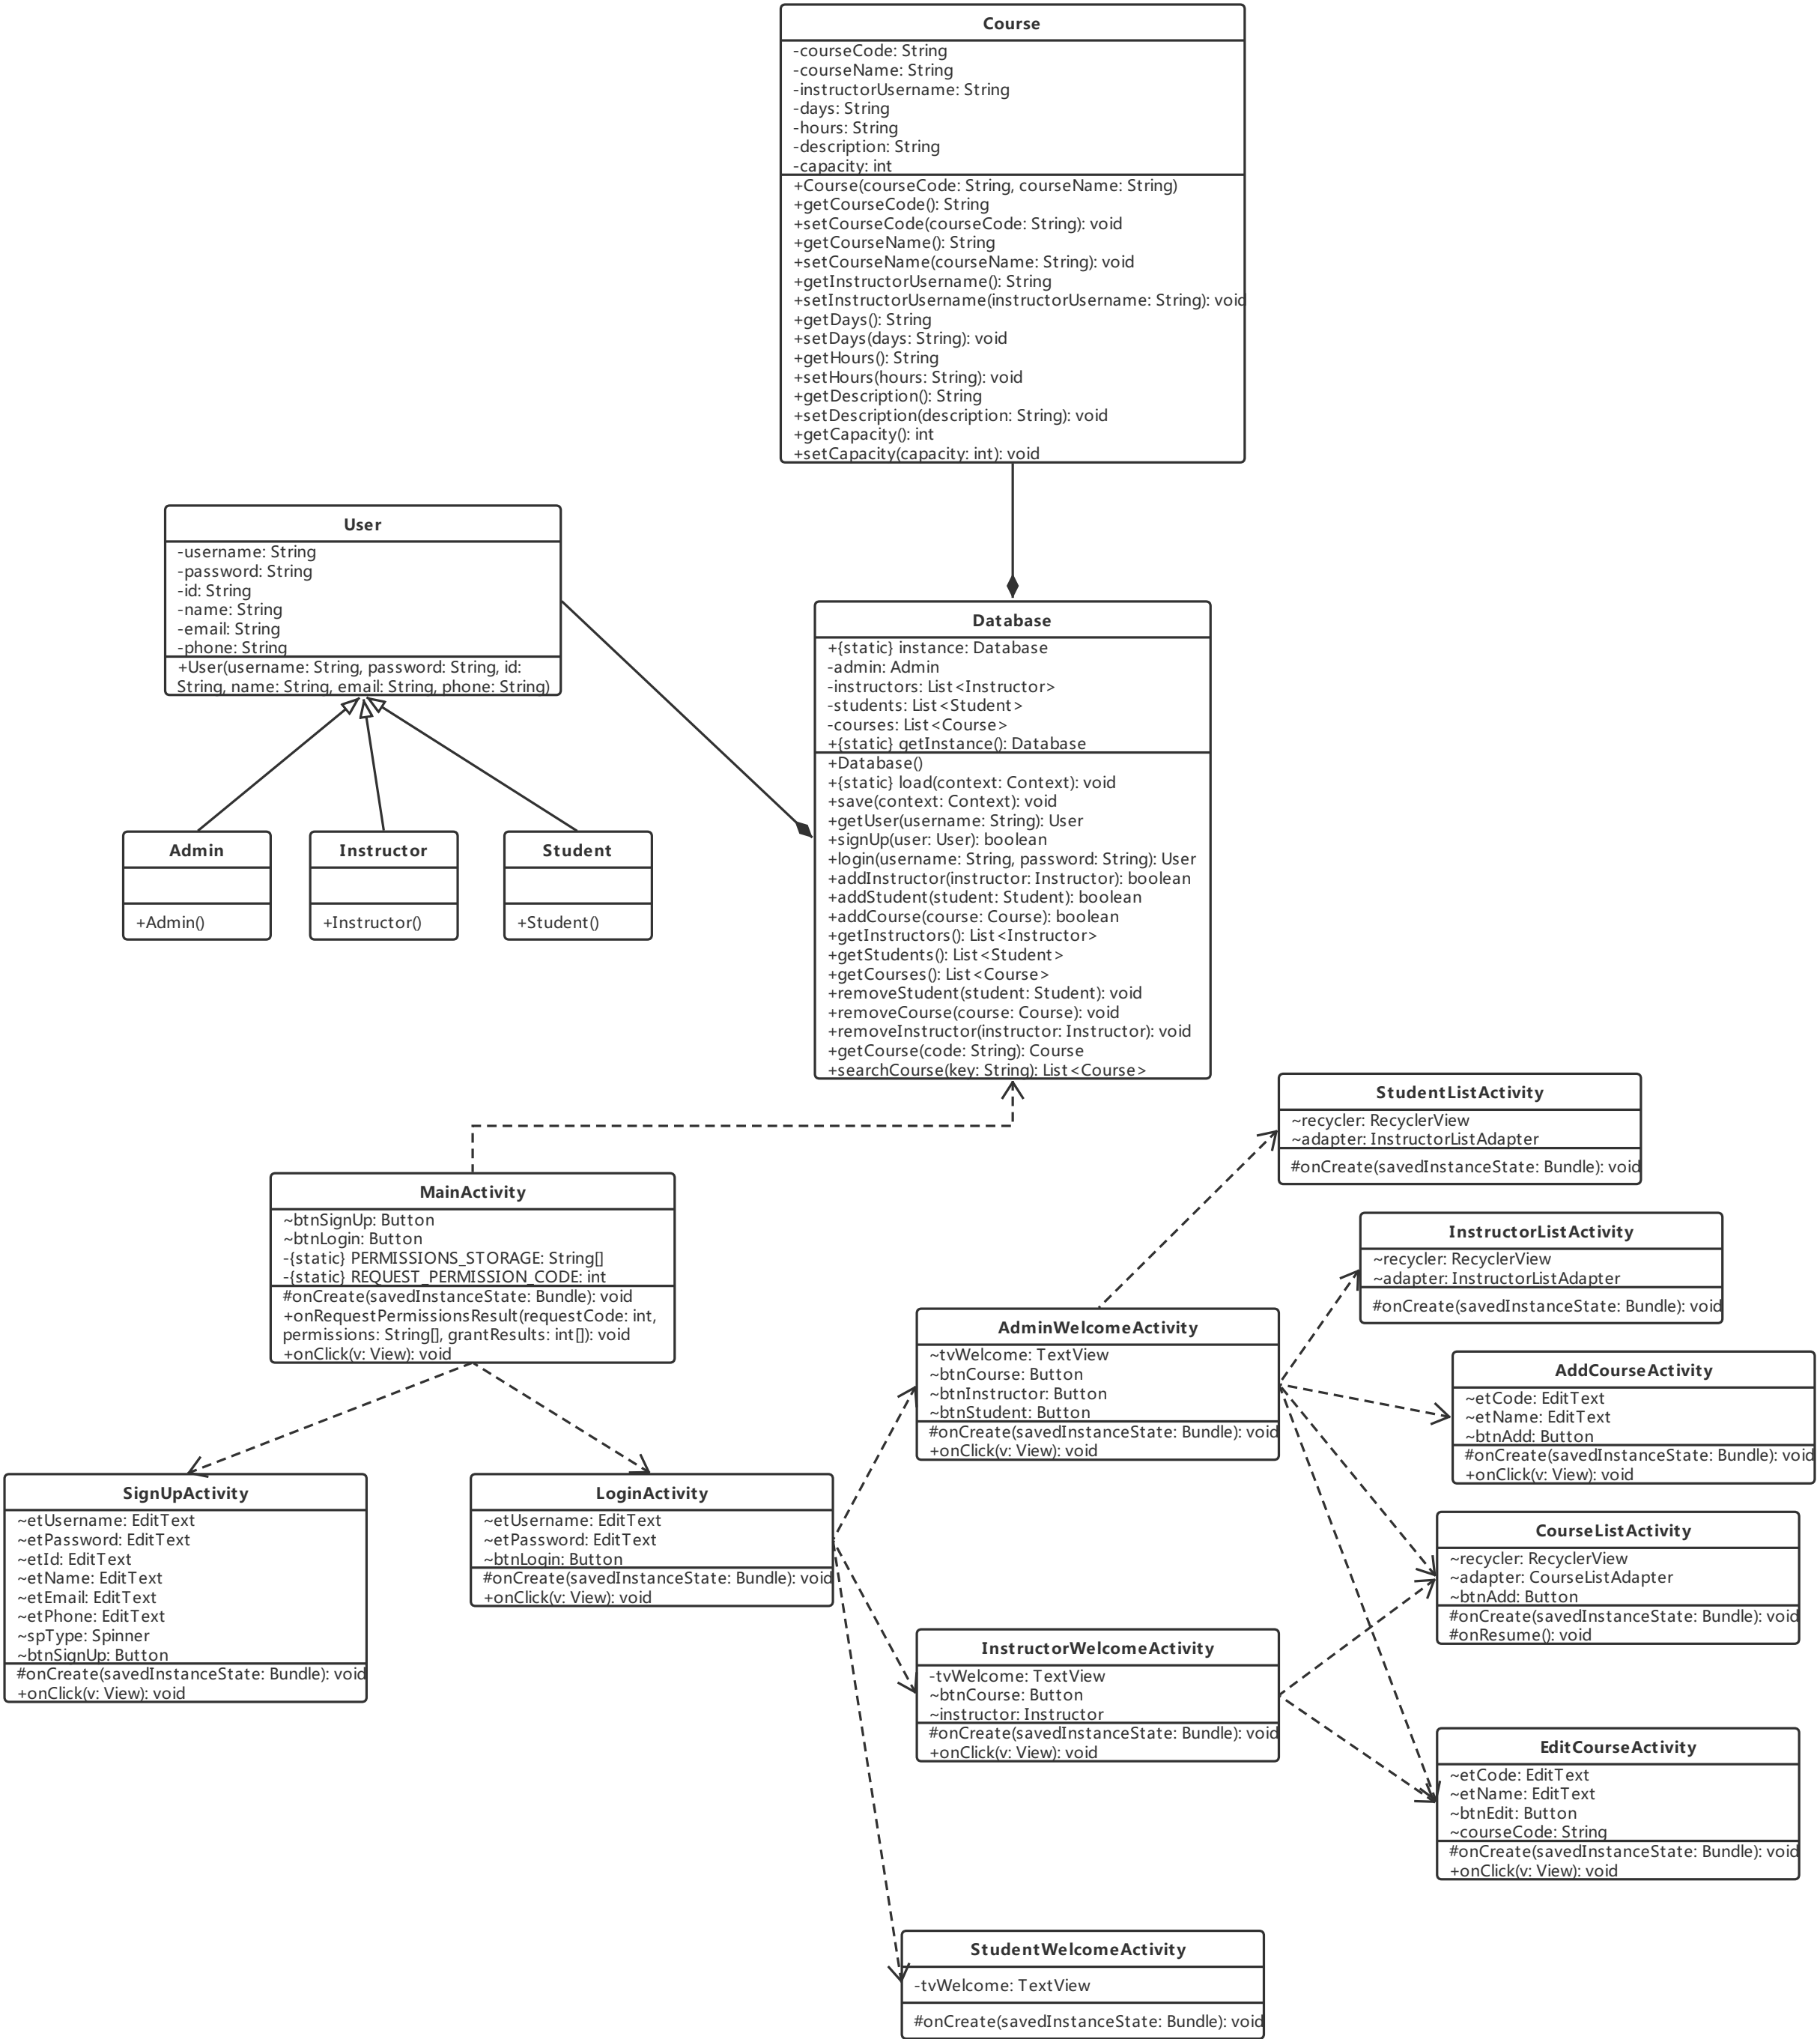 Course
-courseCode: String
-courseName: String
-instructorUsername: String
-days: String
-hours: String
-description: String
-capacity: int
+Course(courseCode: String, courseName: String)
+getCourseCode(): String
+setCourseCode(courseCode: String): void
+getCourseName(): String
+setCourseName(courseName: String): void
+getInstructorUsername(): String
+setInstructorUsername(instructorUsername: String): void
+getDays(): String
+setDays(days: String): void
+getHours(): String
+setHours(hours: String): void
+getDescription(): String
+setDescription(description: String): void
+getCapacity(): int
+setCapacity(capacity: int): void
User
-username: String
-password: String
-id: String
-name: String
-email: String
-phone: String
+User(username: String, password: String, id:
String, name: String, email: String, phone: String)
Admin
+Admin()
Instructor
+Instructor()
Student
+Student()
Database
+{static} instance: Database
-admin: Admin
-instructors: List<Instructor>
-students: List<Student>
-courses: List<Course>
+{static} getInstance(): Database
+Database()
+{static} load(context: Context): void
+save(context: Context): void
+getUser(username: String): User
+signUp(user: User): boolean
+login(username: String, password: String): User
+addInstructor(instructor: Instructor): boolean
+addStudent(student: Student): boolean
+addCourse(course: Course): boolean
+getInstructors(): List<Instructor>
+getStudents(): List<Student>
+getCourses(): List<Course>
+removeStudent(student: Student): void
+removeCourse(course: Course): void
+removeInstructor(instructor: Instructor): void
+getCourse(code: String): Course
+searchCourse(key: String): List<Course>
MainActivity
~btnSignUp: Button
~btnLogin: Button
-{static} PERMISSIONS_STORAGE: String[]
-{static} REQUEST_PERMISSION_CODE: int
#onCreate(savedInstanceState: Bundle): void
+onRequestPermissionsResult(requestCode: int,
permissions: String[], grantResults: int[]): void
+onClick(v: View): void
SignUpActivity
~etUsername: EditText
~etPassword: EditText
~etId: EditText
~etName: EditText
~etEmail: EditText
~etPhone: EditText
~spType: Spinner
~btnSignUp: Button
#onCreate(savedInstanceState: Bundle): void
+onClick(v: View): void
LoginActivity
~etUsername: EditText
~etPassword: EditText
~btnLogin: Button
#onCreate(savedInstanceState: Bundle): void
+onClick(v: View): void
StudentListActivity
~recycler: RecyclerView
~adapter: InstructorListAdapter
#onCreate(savedInstanceState: Bundle): void
InstructorListActivity
~recycler: RecyclerView
~adapter: InstructorListAdapter
#onCreate(savedInstanceState: Bundle): void
AdminWelcomeActivity
~tvWelcome: TextView
~btnCourse: Button
~btnInstructor: Button
~btnStudent: Button
#onCreate(savedInstanceState: Bundle): void
+onClick(v: View): void
AddCourseActivity
~etCode: EditText
~etName: EditText
~btnAdd: Button
#onCreate(savedInstanceState: Bundle): void
+onClick(v: View): void
CourseListActivity
~recycler: RecyclerView
~adapter: CourseListAdapter
~btnAdd: Button
#onCreate(savedInstanceState: Bundle): void
#onResume(): void
InstructorWelcomeActivity
-tvWelcome: TextView
~btnCourse: Button
~instructor: Instructor
#onCreate(savedInstanceState: Bundle): void
+onClick(v: View): void
EditCourseActivity
~etCode: EditText
~etName: EditText
~btnEdit: Button
~courseCode: String
#onCreate(savedInstanceState: Bundle): void
+onClick(v: View): void
StudentWelcomeActivity
-tvWelcome: TextView
#onCreate(savedInstanceState: Bundle): void